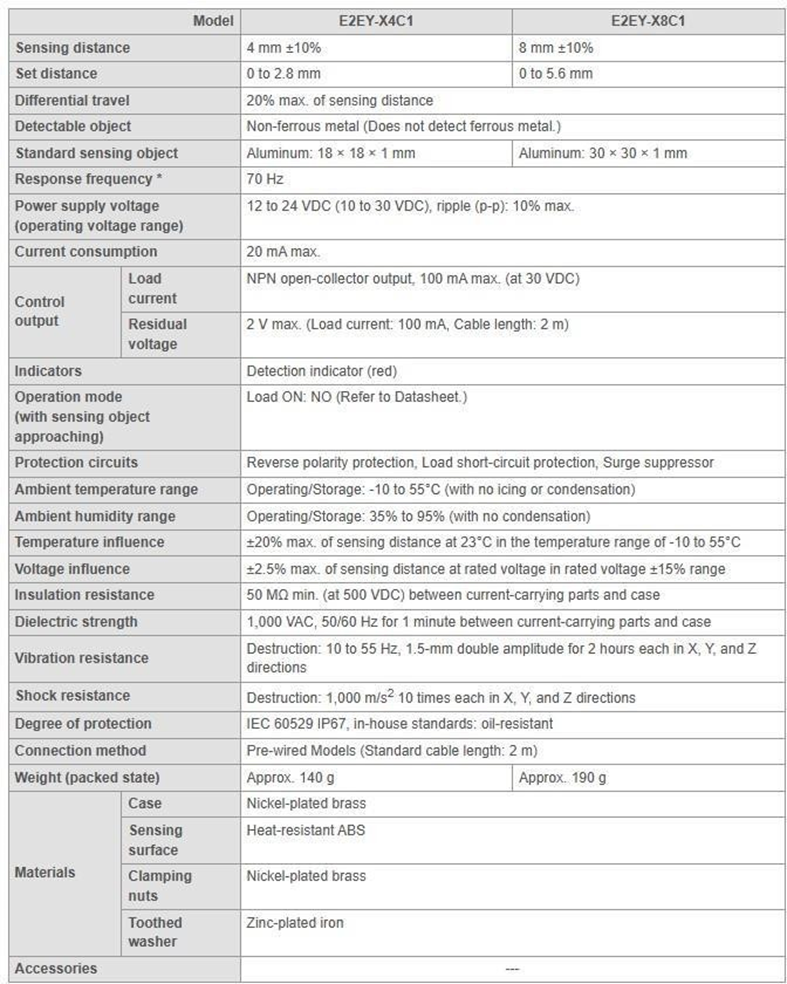 Model E2EY-X4C1 E2EY-X8C1
Sensing distance 4 mm ±10% 8 mm ±10%
Set distance 0 to 2.8 mm 0 to 5.6 mm
Differential travel 20% max. of sensing distance
Detectable object Non-ferrous metal (Does not detect ferrous metal.)
Standard sensing object Aluminum: 18 × 18 × 1 mm Aluminum: 30 × 30 × 1 mm
Response frequency * 70 Hz
Power supply voltage 12 to 24 VDC (10 to 30 VDC), ripple (p-p): 10% max.
(operating voltage range)
Current consumption 20 mA max.
Control
output
Load
current
NPN open-collector output, 100 mA max. (at 30 VDC)
Residual
voltage
2 V max. (Load current: 100 mA, Cable length: 2 m)
Indicators Detection indicator (red)
Operation mode Load ON: NO (Refer to Datasheet.)
(with sensing object
approaching)
Protection circuits Reverse polarity protection, Load short-circuit protection, Surge suppressor
Ambient temperature range Operating/Storage: -10 to 55°C (with no icing or condensation)
Ambient humidity range Operating/Storage: 35% to 95% (with no condensation)
Temperature influence ±20% max. of sensing distance at 23°C in the temperature range of -10 to 55°C
Voltage influence ±2.5% max. of sensing distance at rated voltage in rated voltage ±15% range
Insulation resistance 50 MΩ min. (at 500 VDC) between current-carrying parts and case
Dielectric strength 1,000 VAC, 50/60 Hz for 1 minute between current-carrying parts and case
Vibration resistance Destruction: 10 to 55 Hz, 1.5-mm double amplitude for 2 hours each in X, Y, and Z
directions
Shock resistance Destruction: 1,000 m/s² 10 times each in X, Y, and Z directions
Degree of protection IEC 60529 IP67, in-house standards: oil-resistant
Connection method Pre-wired Models (Standard cable length: 2 m)
Weight (packed state) Approx. 140 g Approx. 190 g
Materials
Case Nickel-plated brass
Sensing
surface
Heat-resistant ABS
Clamping
nuts
Nickel-plated brass
Toothed
washer
Zinc-plated iron
Accessories ---